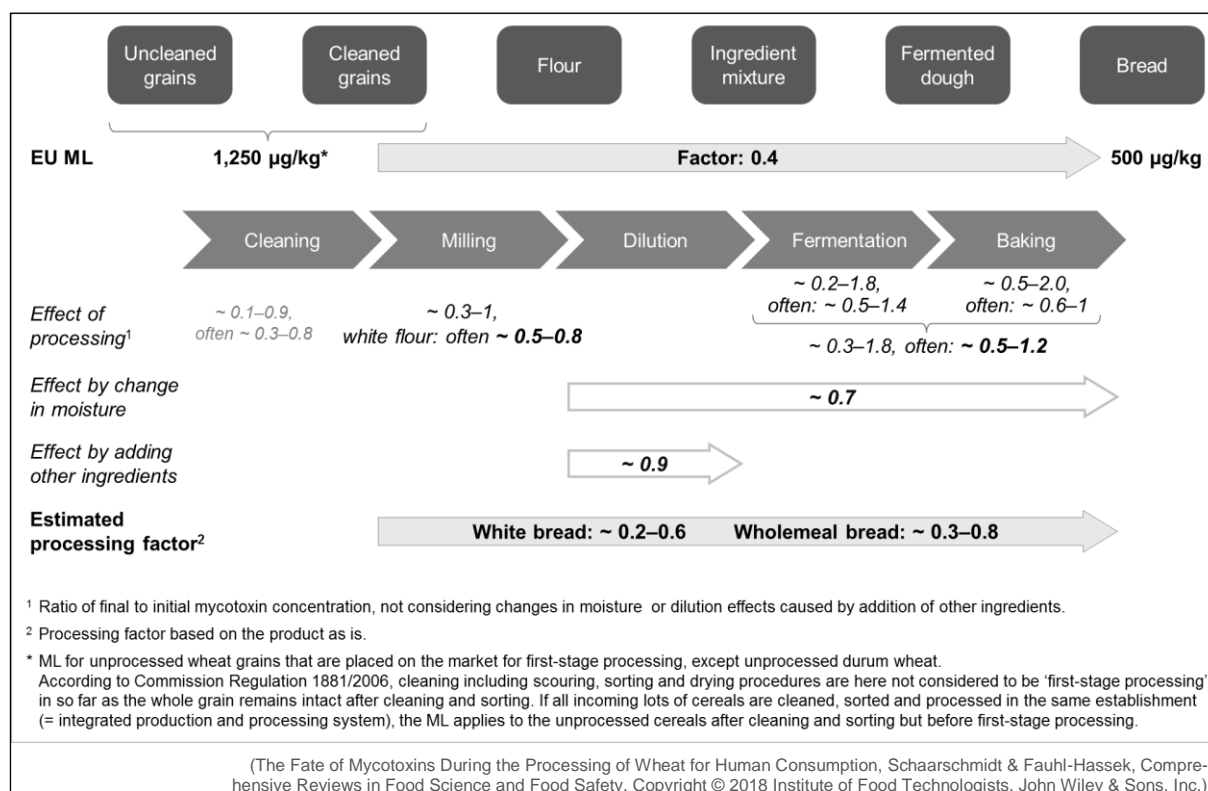 Uncleaned grains
Cleaned grains
Flour
Ingredient mixture
Fermented dough
Bread
EU ML
1,250 µg/kg*
Factor: 0.4
500 µg/kg
Cleaning
Milling
Dilution
Fermentation
Baking
Effect of
processing¹
~ 0.1–0.9,
often ~ 0.3–0.8
~ 0.3–1,
white flour: often ~ 0.5–0.8
~ 0.2–1.8,
often: ~ 0.5–1.4
~ 0.5–2.0,
often: ~ 0.6–1
~ 0.3–1.8, often: ~ 0.5–1.2
Effect by change
in moisture
~ 0.7
Effect by adding
other ingredients
~ 0.9
Estimated
processing factor²
White bread: ~ 0.2–0.6
Wholemeal bread: ~ 0.3–0.8
¹ Ratio of final to initial mycotoxin concentration, not considering changes in moisture or dilution effects caused by addition of other ingredients.
² Processing factor based on the product as is.
* ML for unprocessed wheat grains that are placed on the market for first-stage processing, except unprocessed durum wheat.
According to Commission Regulation 1881/2006, cleaning including scouring, sorting and drying procedures are here not considered to be ‘first-stage processing’
in so far as the whole grain remains intact after cleaning and sorting. If all incoming lots of cereals are cleaned, sorted and processed in the same establishment
(= integrated production and processing system), the ML applies to the unprocessed cereals after cleaning and sorting but before first-stage processing.
(The Fate of Mycotoxins During the Processing of Wheat for Human Consumption, Schaarschmidt & Fauhl-Hassek, Compre-
hensive Reviews in Food Science and Food Safety, Copyright © 2018 Institute of Food Technologists, John Wiley & Sons, Inc.)